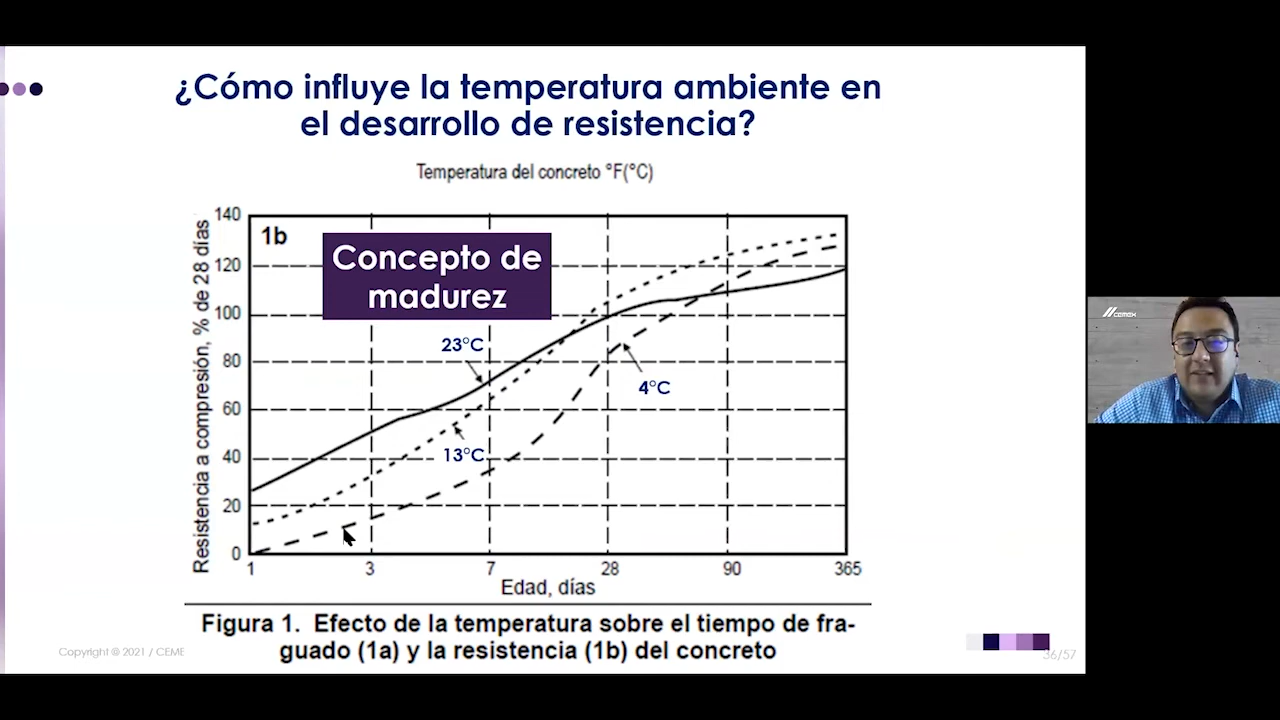 ¿Cómo influye la temperatura ambiente en
el desarrollo de resistencia?
Temperatura del concreto °F(°C)
Resistencia a compresión, % de 28 días
140
120
100
80
60
40
20
0
1b
Concepto de
madurez
23°C
4°C
13°C
1
3
7
28
90
365
Edad, días
Figura 1. Efecto de la temperatura sobre el tiempo de fra-
guado (1a) y la resistencia (1b) del concreto
Copyright © 2021 / CEME
36/57
CEMEX